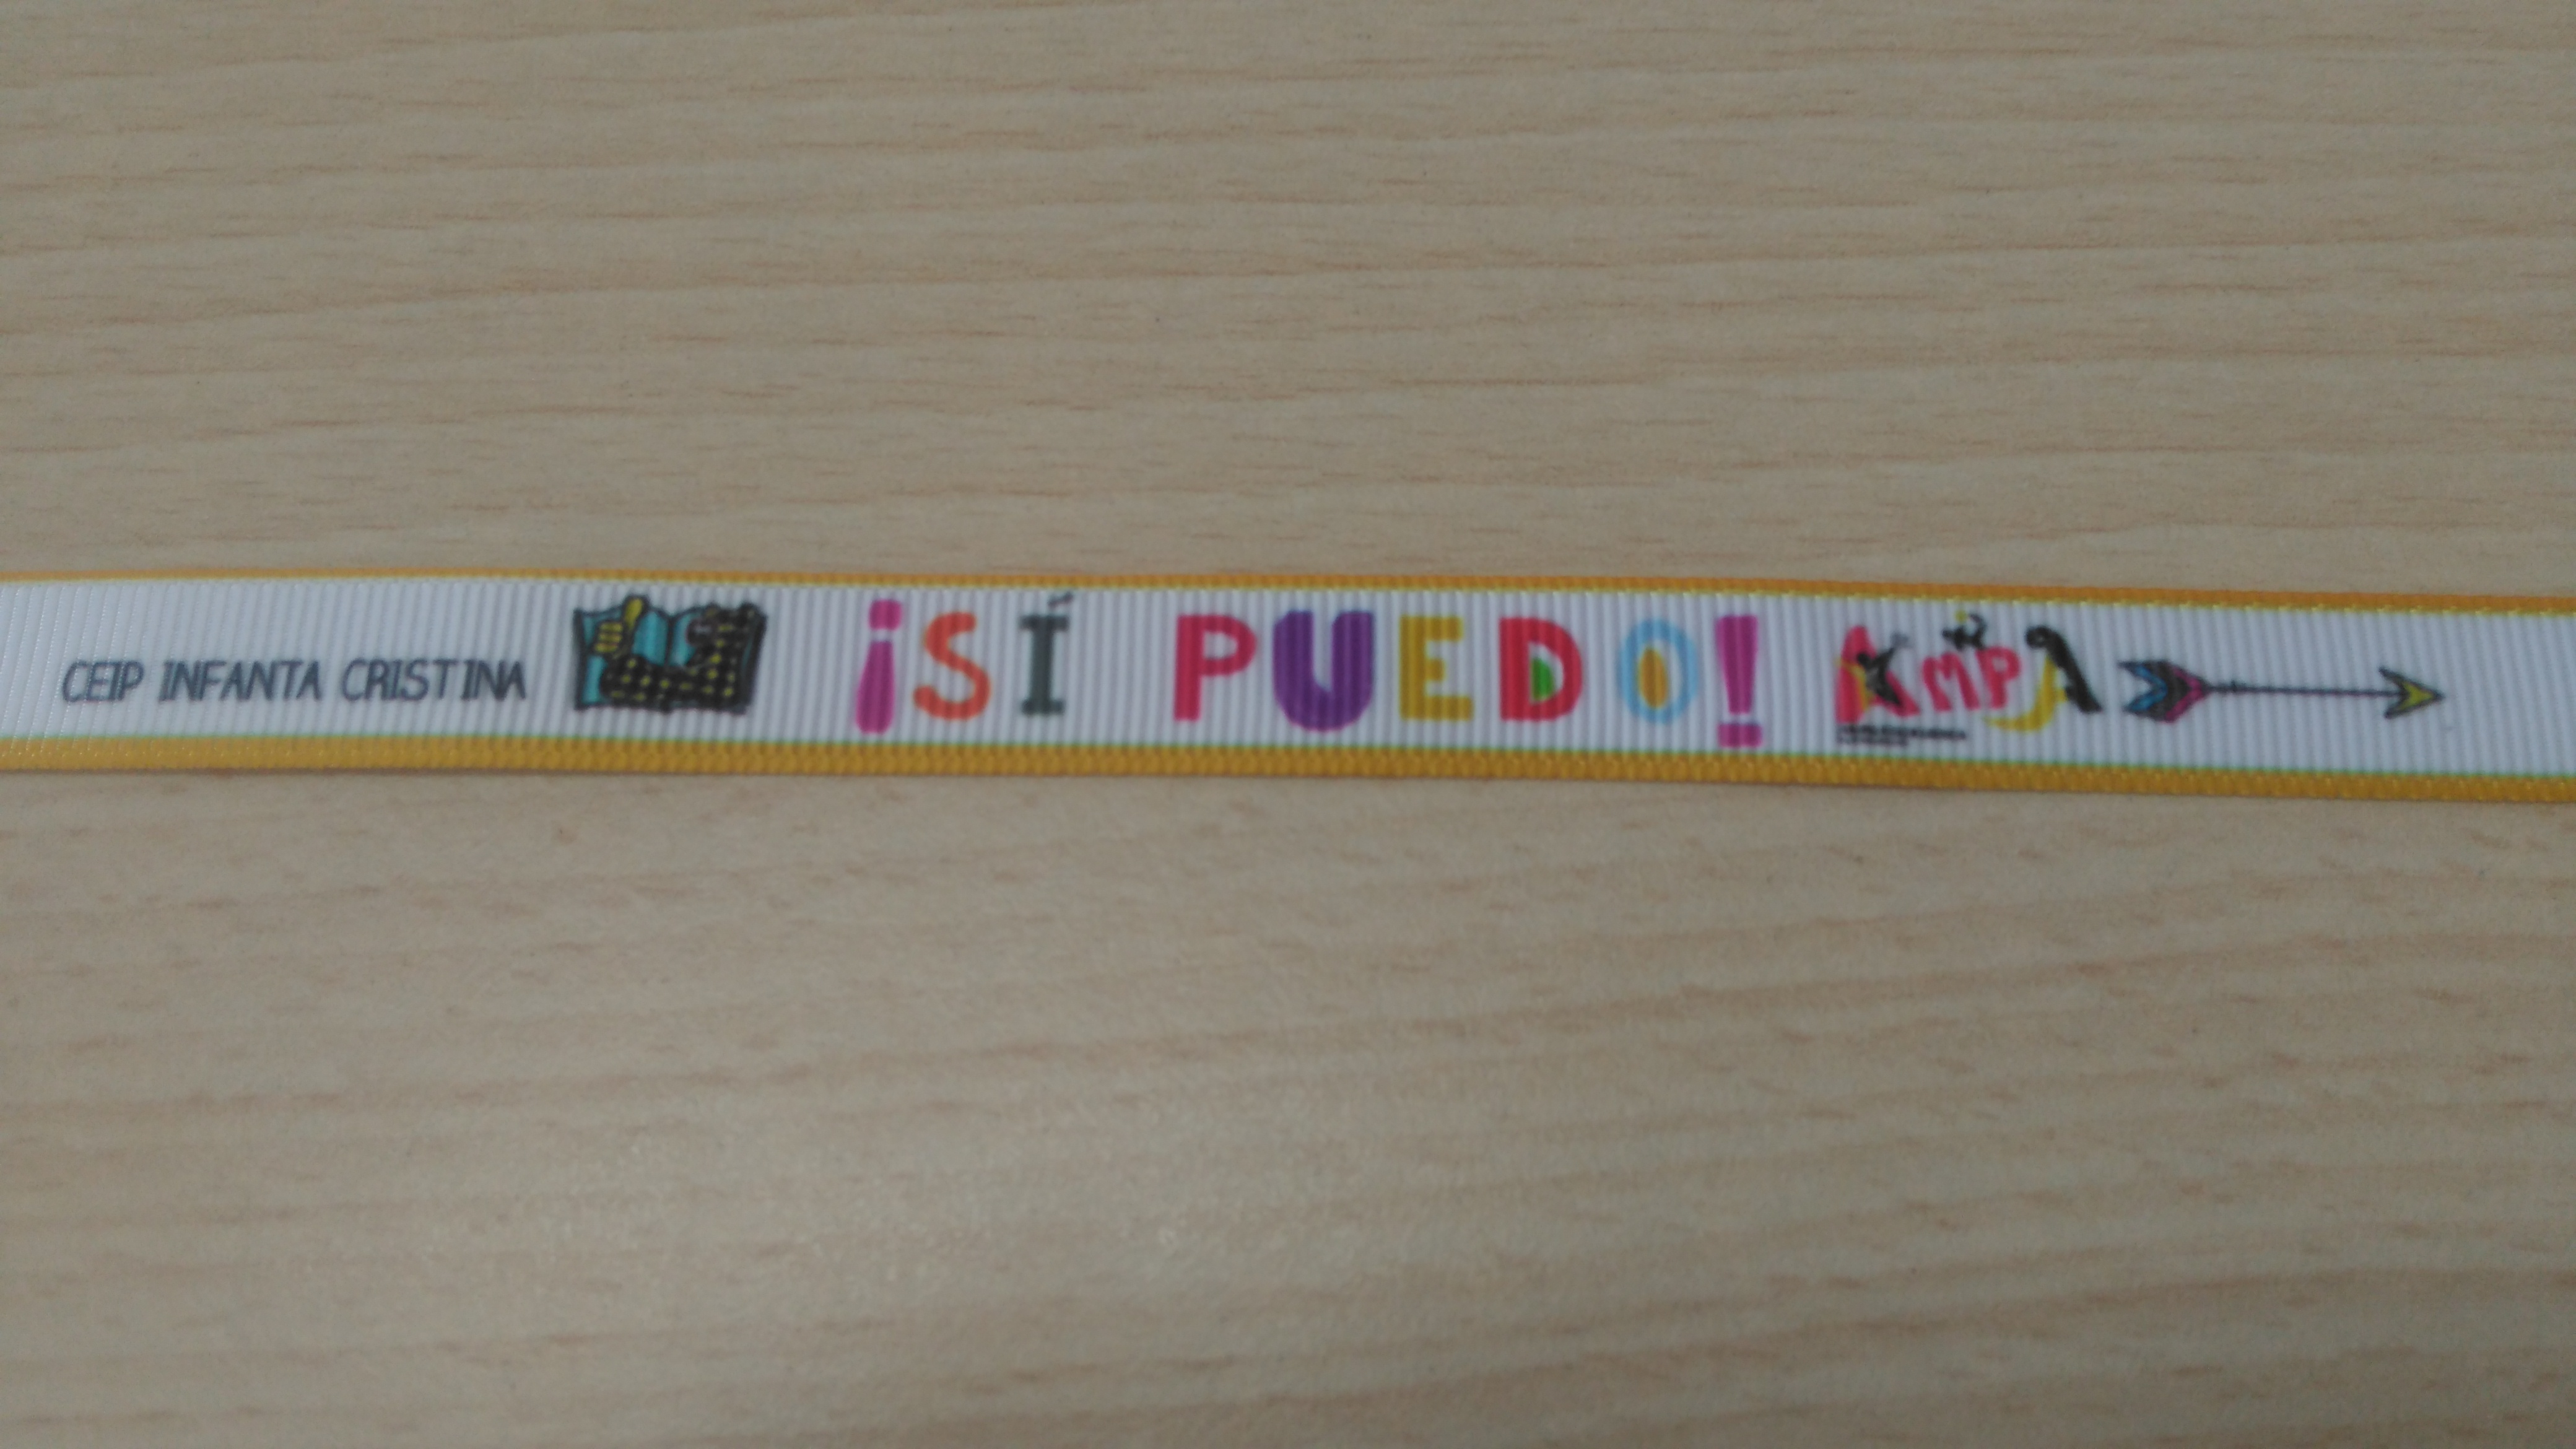 CEIP INFANTA CRISTINA ¡SÍ PUEDO! AMPA